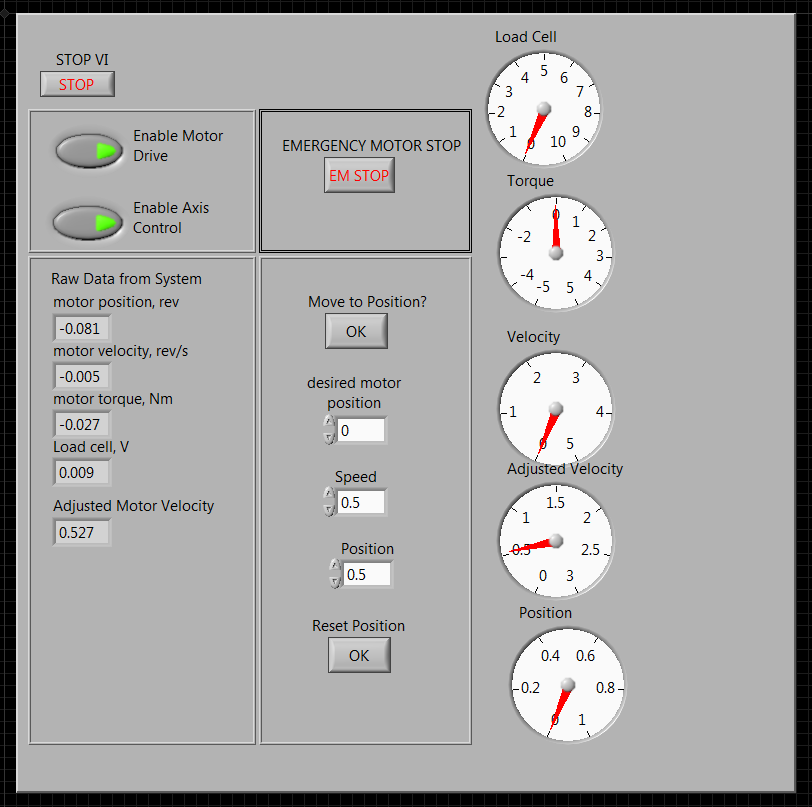 STOP VI
STOP
Enable Motor
Drive
Enable Axis
Control
EMERGENCY MOTOR STOP
EM STOP
Raw Data from System
motor position, rev
-0.081
motor velocity, rev/s
-0.005
motor torque, Nm
-0.027
Load cell, V
0.009
Adjusted Motor Velocity
0.527
Move to Position?
OK
desired motor
position
0
Speed
0.5
Position
0.5
Reset Position
OK
Load Cell
0 1 2 3 4 5 6 7 8 9 10
Torque
-5 -4 -2 0 1 2 3 4 5
Velocity
0 1 2 3 4 5
Adjusted Velocity
0 0.5 1 1.5 2 2.5 3
Position
0 0.2 0.4 0.6 0.8 1